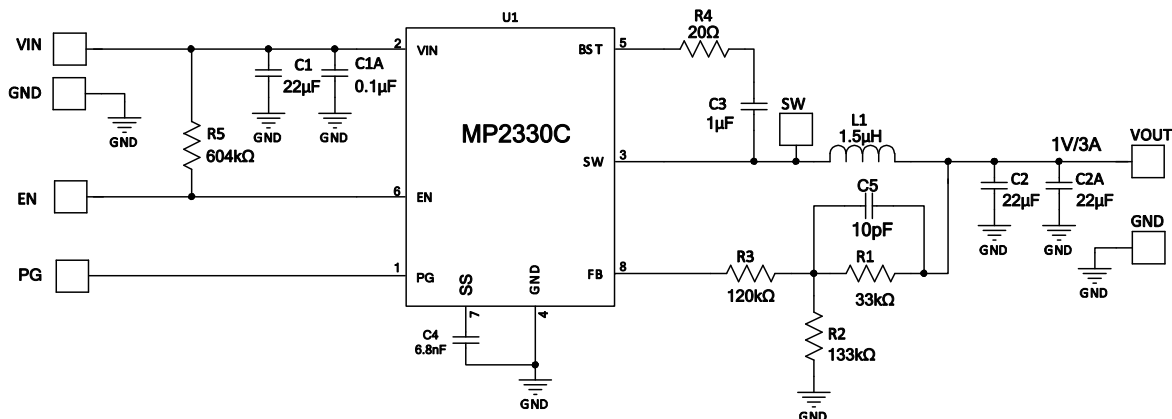 U1
VIN
GND
GND
R5
604kΩ
C1
22µF
GND
C1A
0.1µF
GND
EN
PG
2
VIN
6
EN
1
PG
MP2330C
BST
5
SW
3
FB
8
SS
7
GND
4
C4
6.8nF
GND
R4
20Ω
C3
1µF
SW
L1
1.5µH
C5
10pF
R3
120kΩ
R1
33kΩ
R2
133kΩ
GND
1V/3A
VOUT
C2
22µF
GND
C2A
22µF
GND
GND
GND